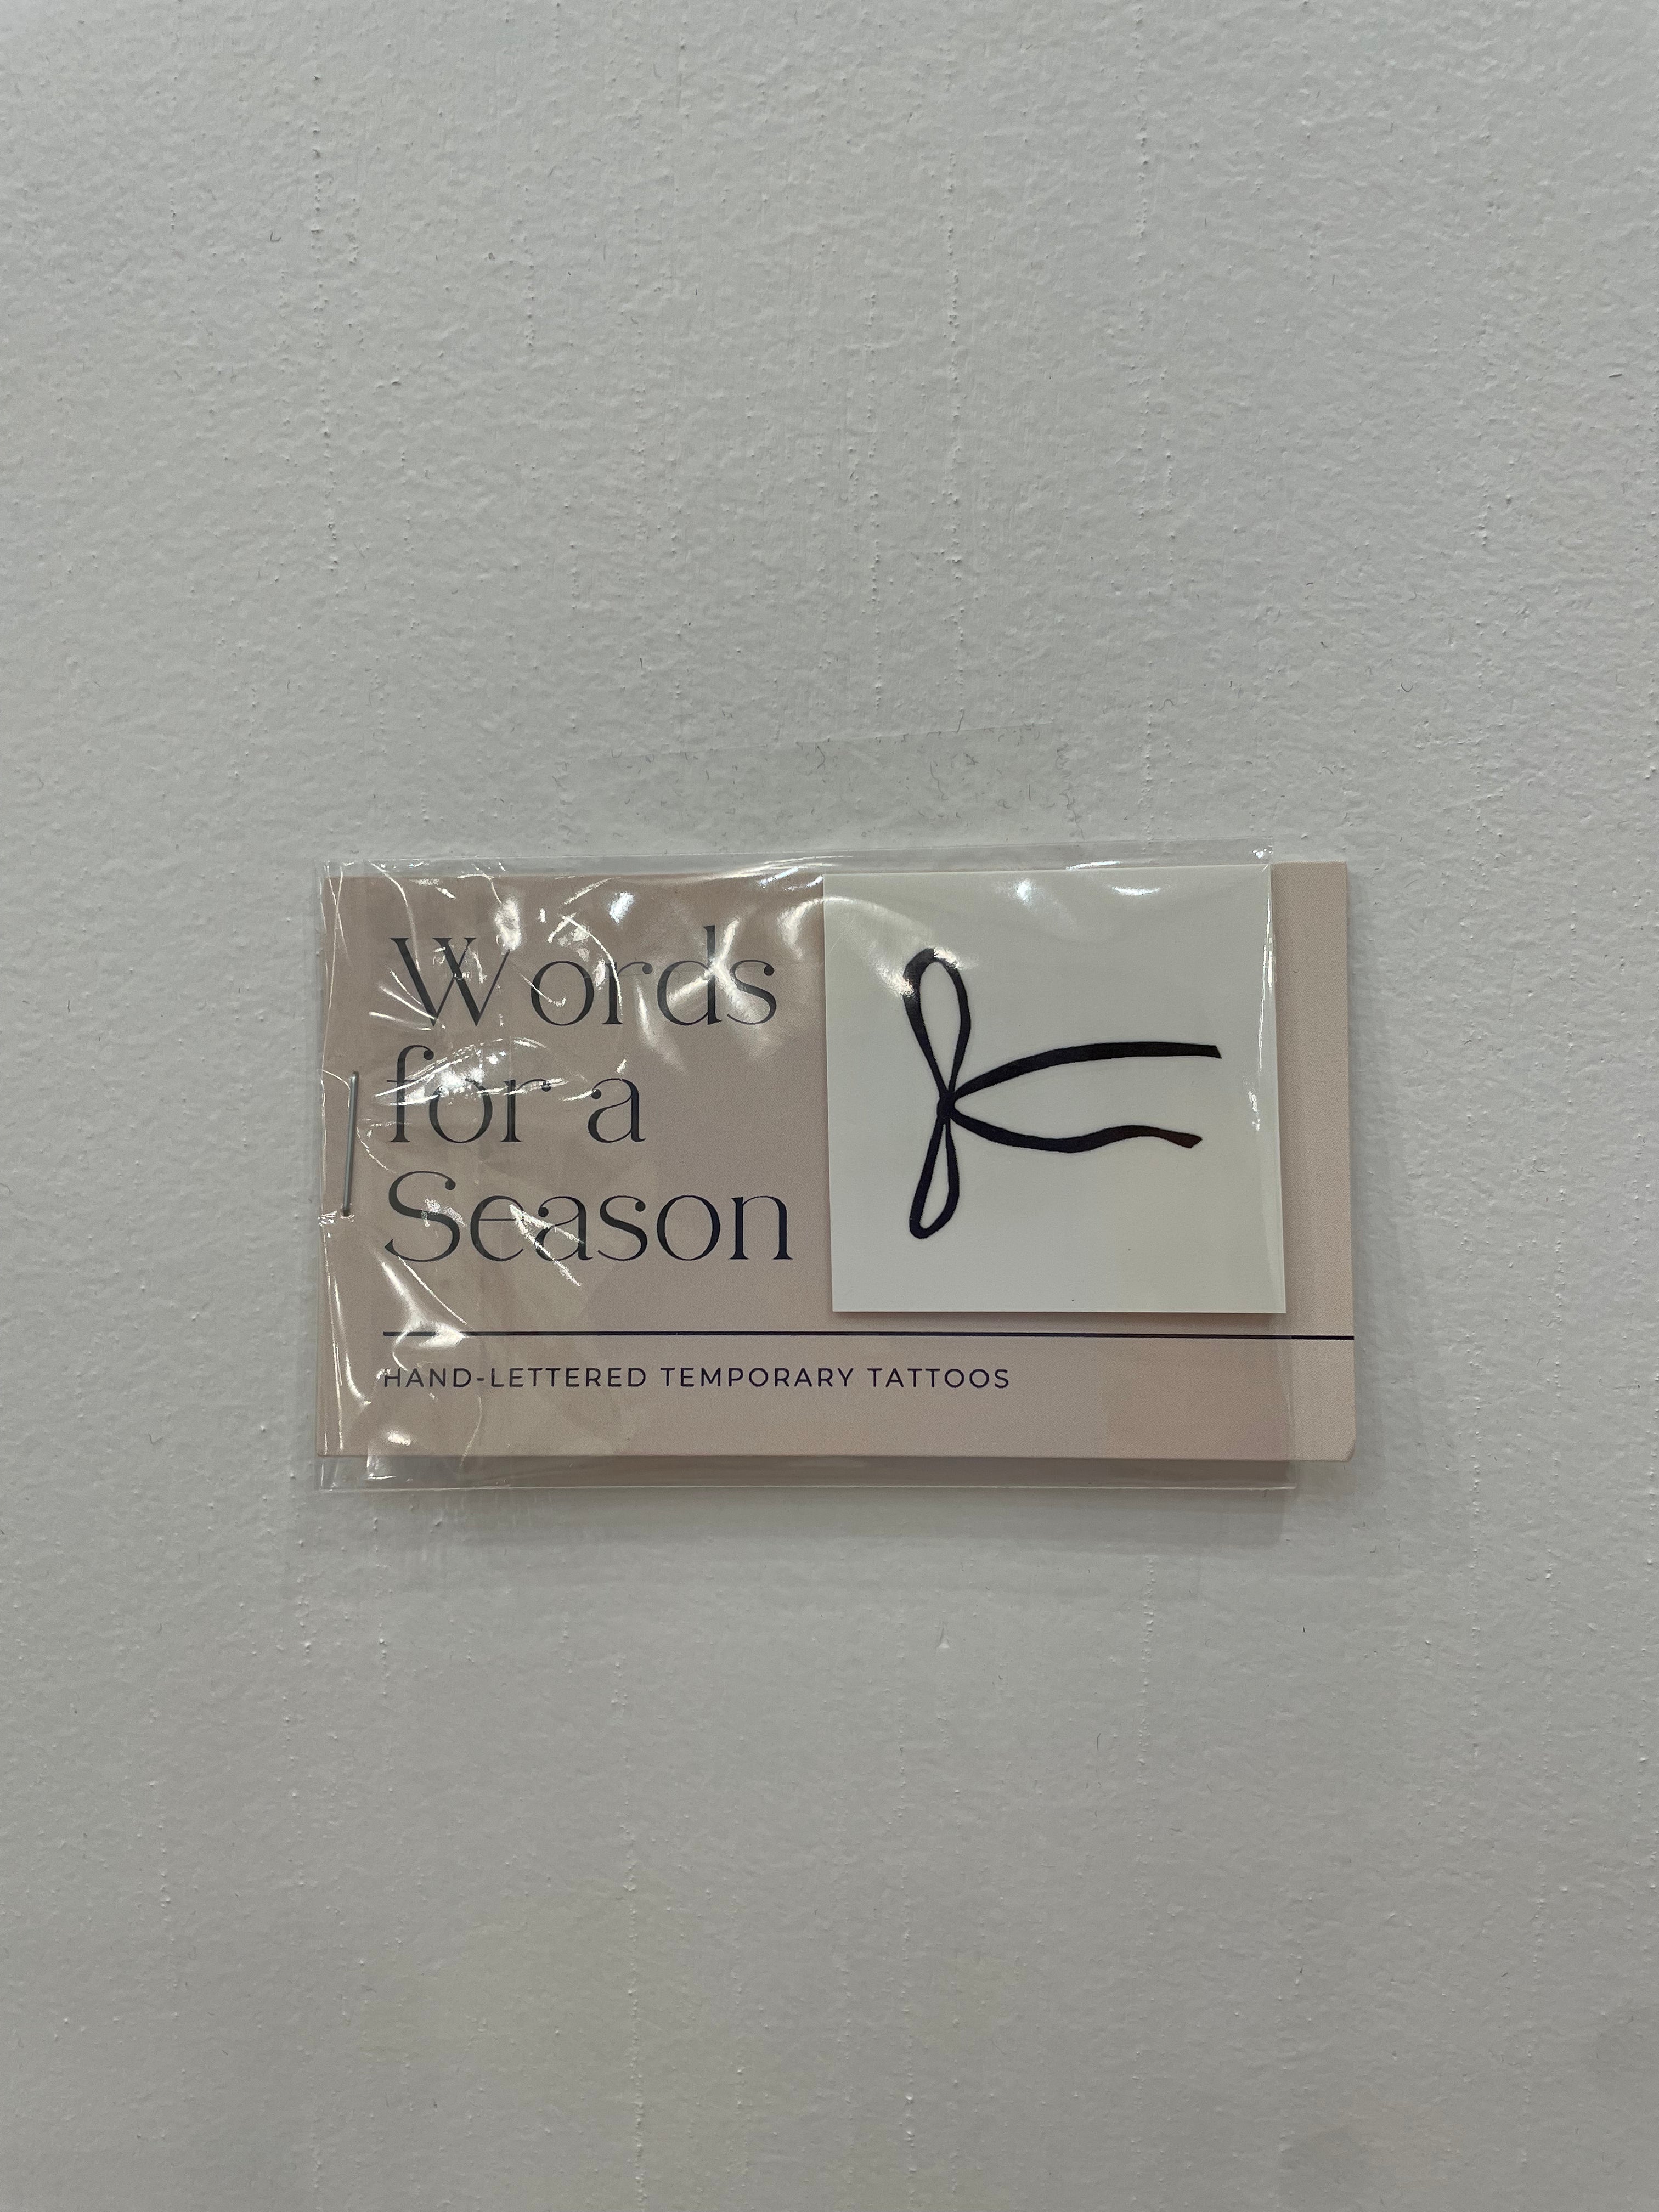 Words
for a
Season
HAND-LETTERED TEMPORARY TATTOOS